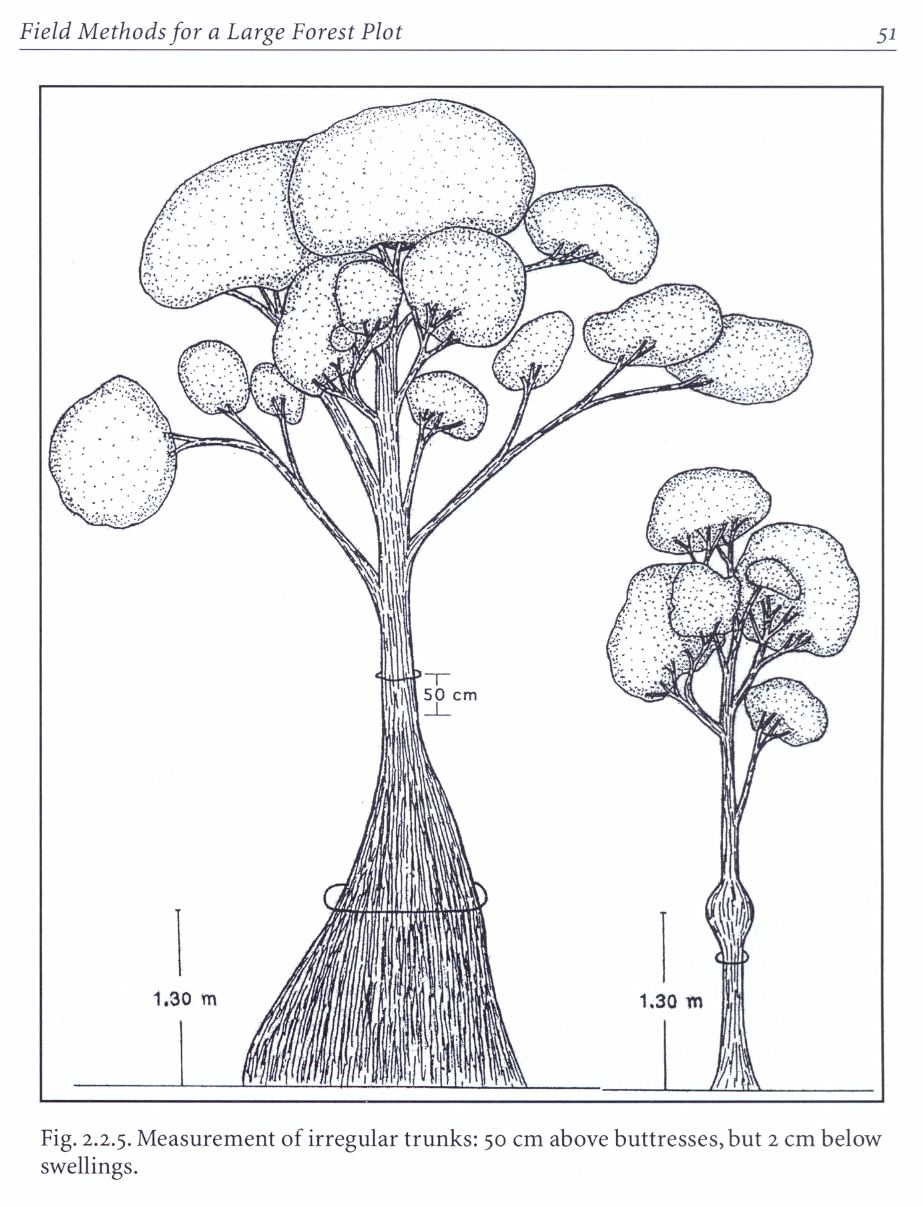 Field Methods for a Large Forest Plot 51
50 cm
1.30 m
1.30 m
Fig. 2.2.5. Measurement of irregular trunks: 50 cm above buttresses, but 2 cm below
swellings.